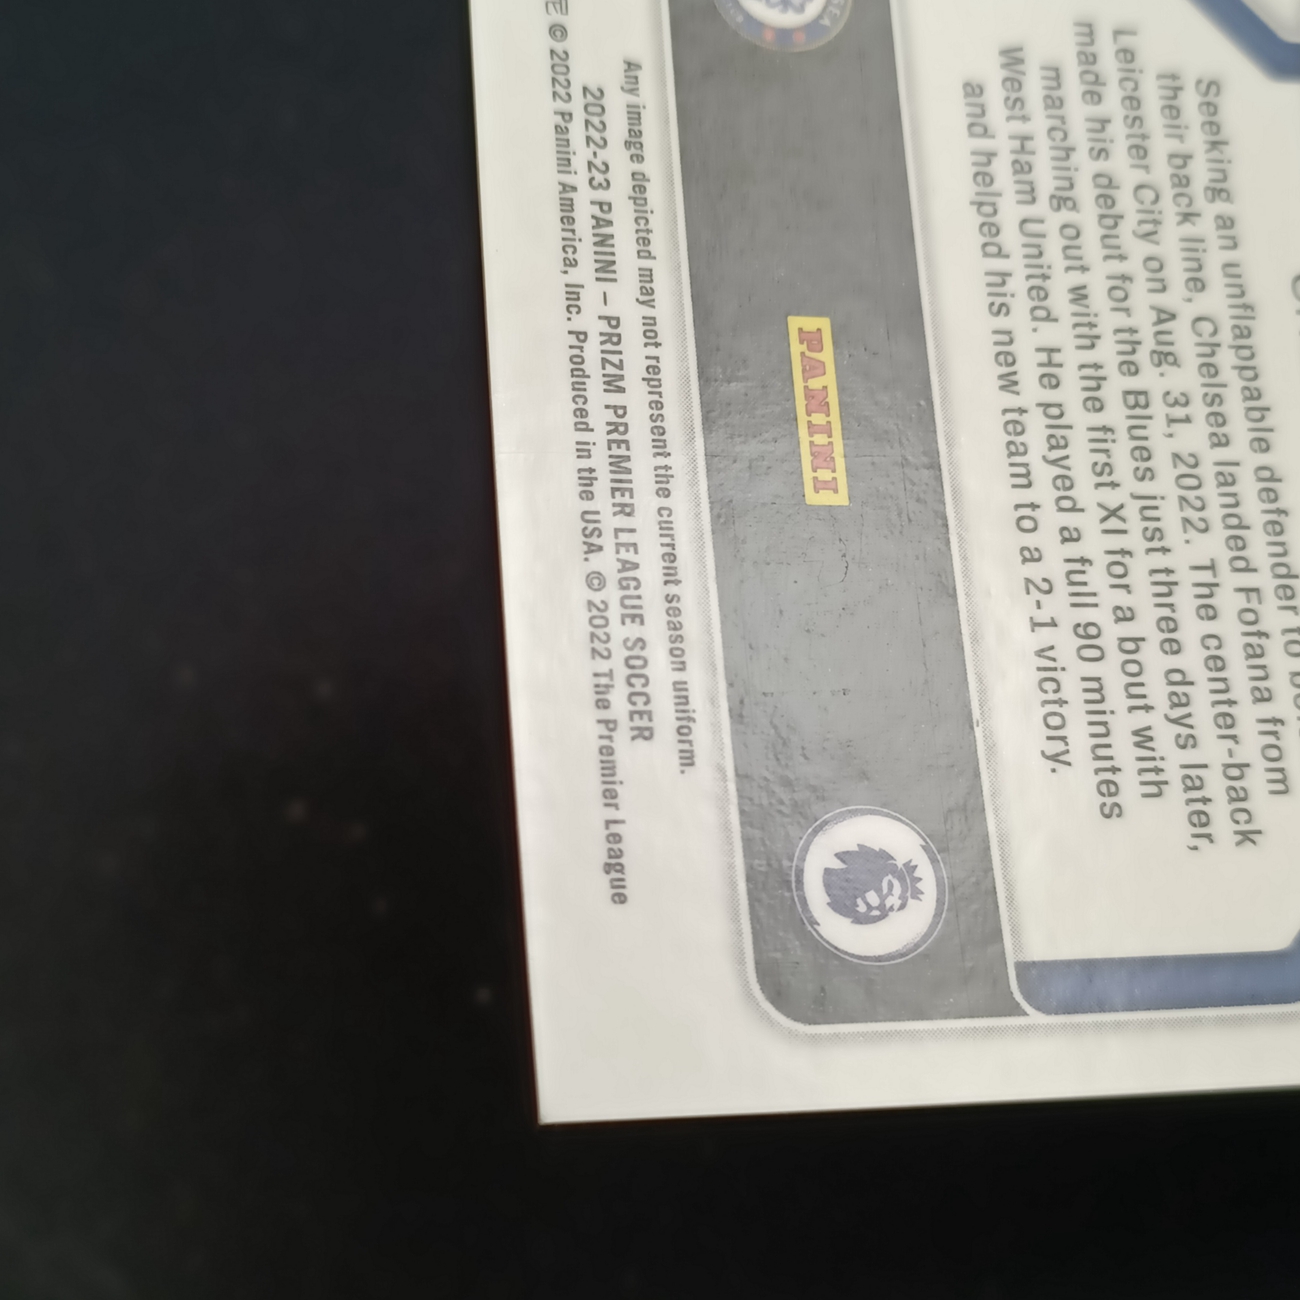 Seeking an unflappable defender to
their back line, Chelsea landed Fofana from
Leicester City on Aug. 31, 2022. The center-back
made his debut for the Blues just three days later,
marching out with the first XI for a bout with
West Ham United. He played a full 90 minutes
and helped his new team to a 2-1 victory.
PANINI
Any image depicted may not represent the current season uniform.
2022-23 PANINI – PRIZM PREMIER LEAGUE SOCCER
© 2022 Panini America, Inc. Produced in the USA. © 2022 The Premier League